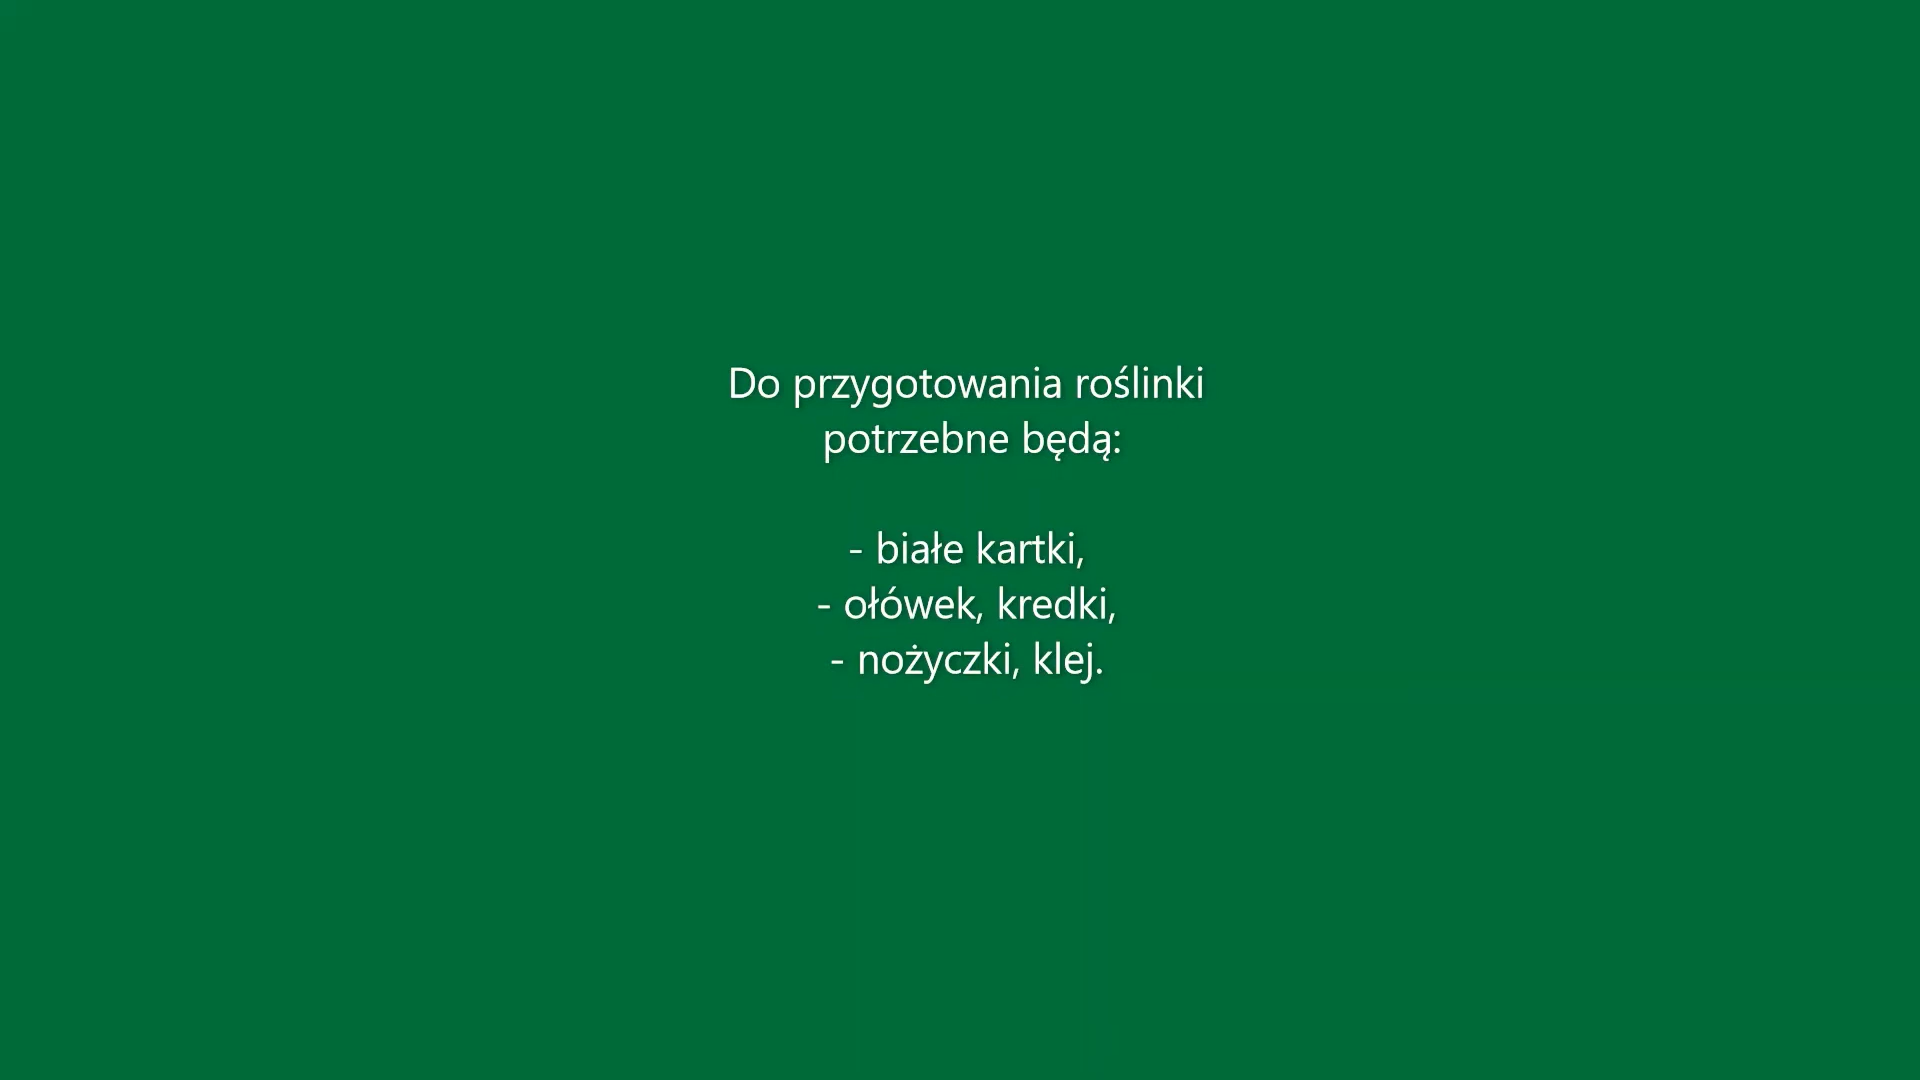 Do przygotowania roślinki
potrzebne będą:
- białe kartki,
- ołówek, kredki,
- nożyczki, klej.